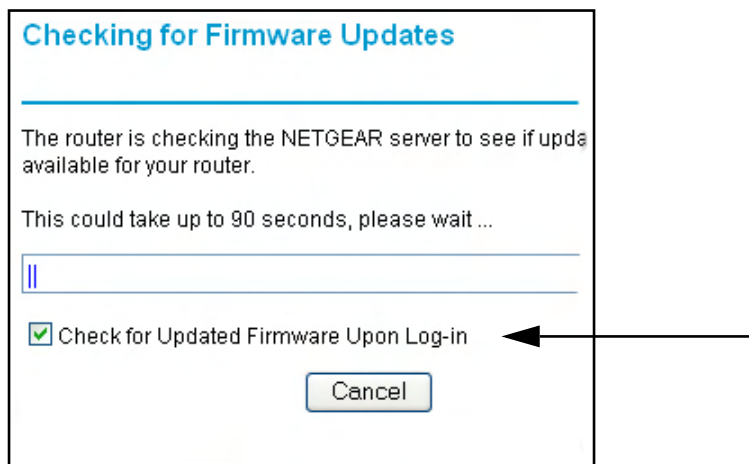 Checking for Firmware Updates
The router is checking the NETGEAR server to see if upda
available for your router.
This could take up to 90 seconds, please wait ...
Check for Updated Firmware Upon Log-in
Cancel